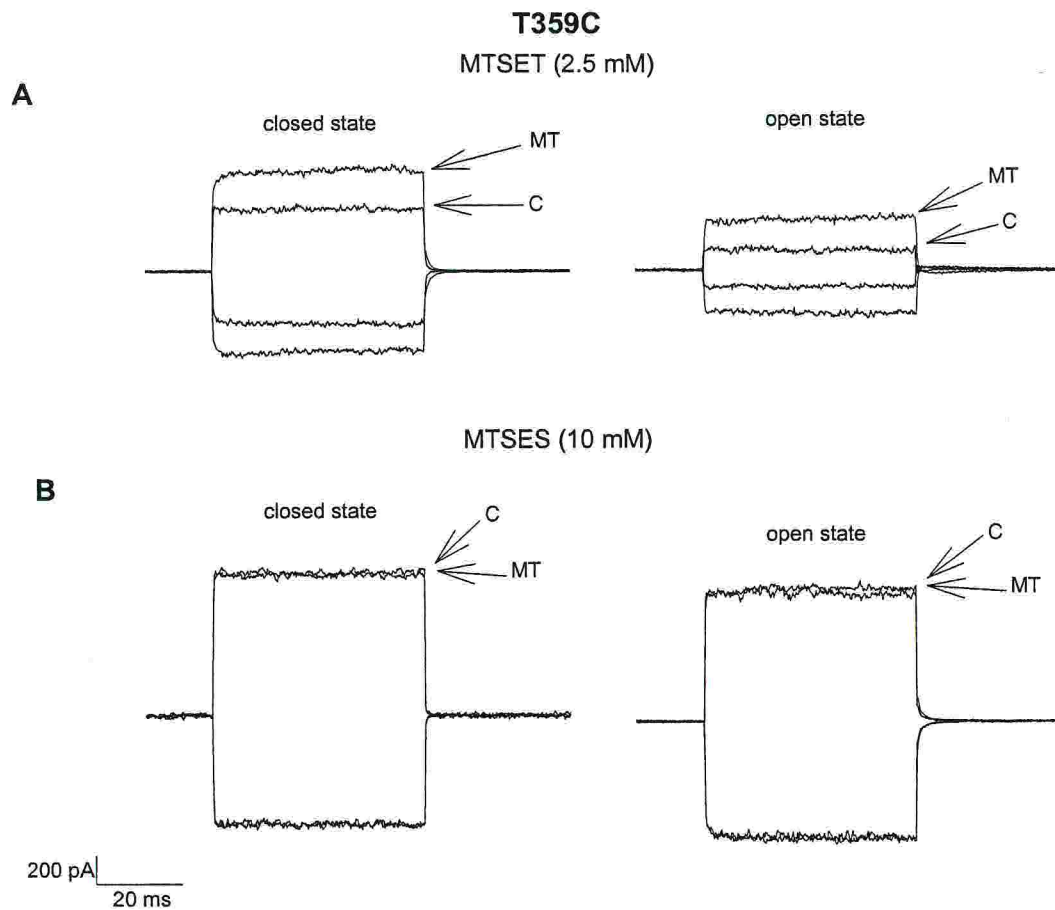 T359C
MTSET (2.5 mM)
A
closed state
open state
MT
C
MT
C
MTSES (10 mM)
B
closed state
open state
C
MT
C
MT
200 pA
20 ms